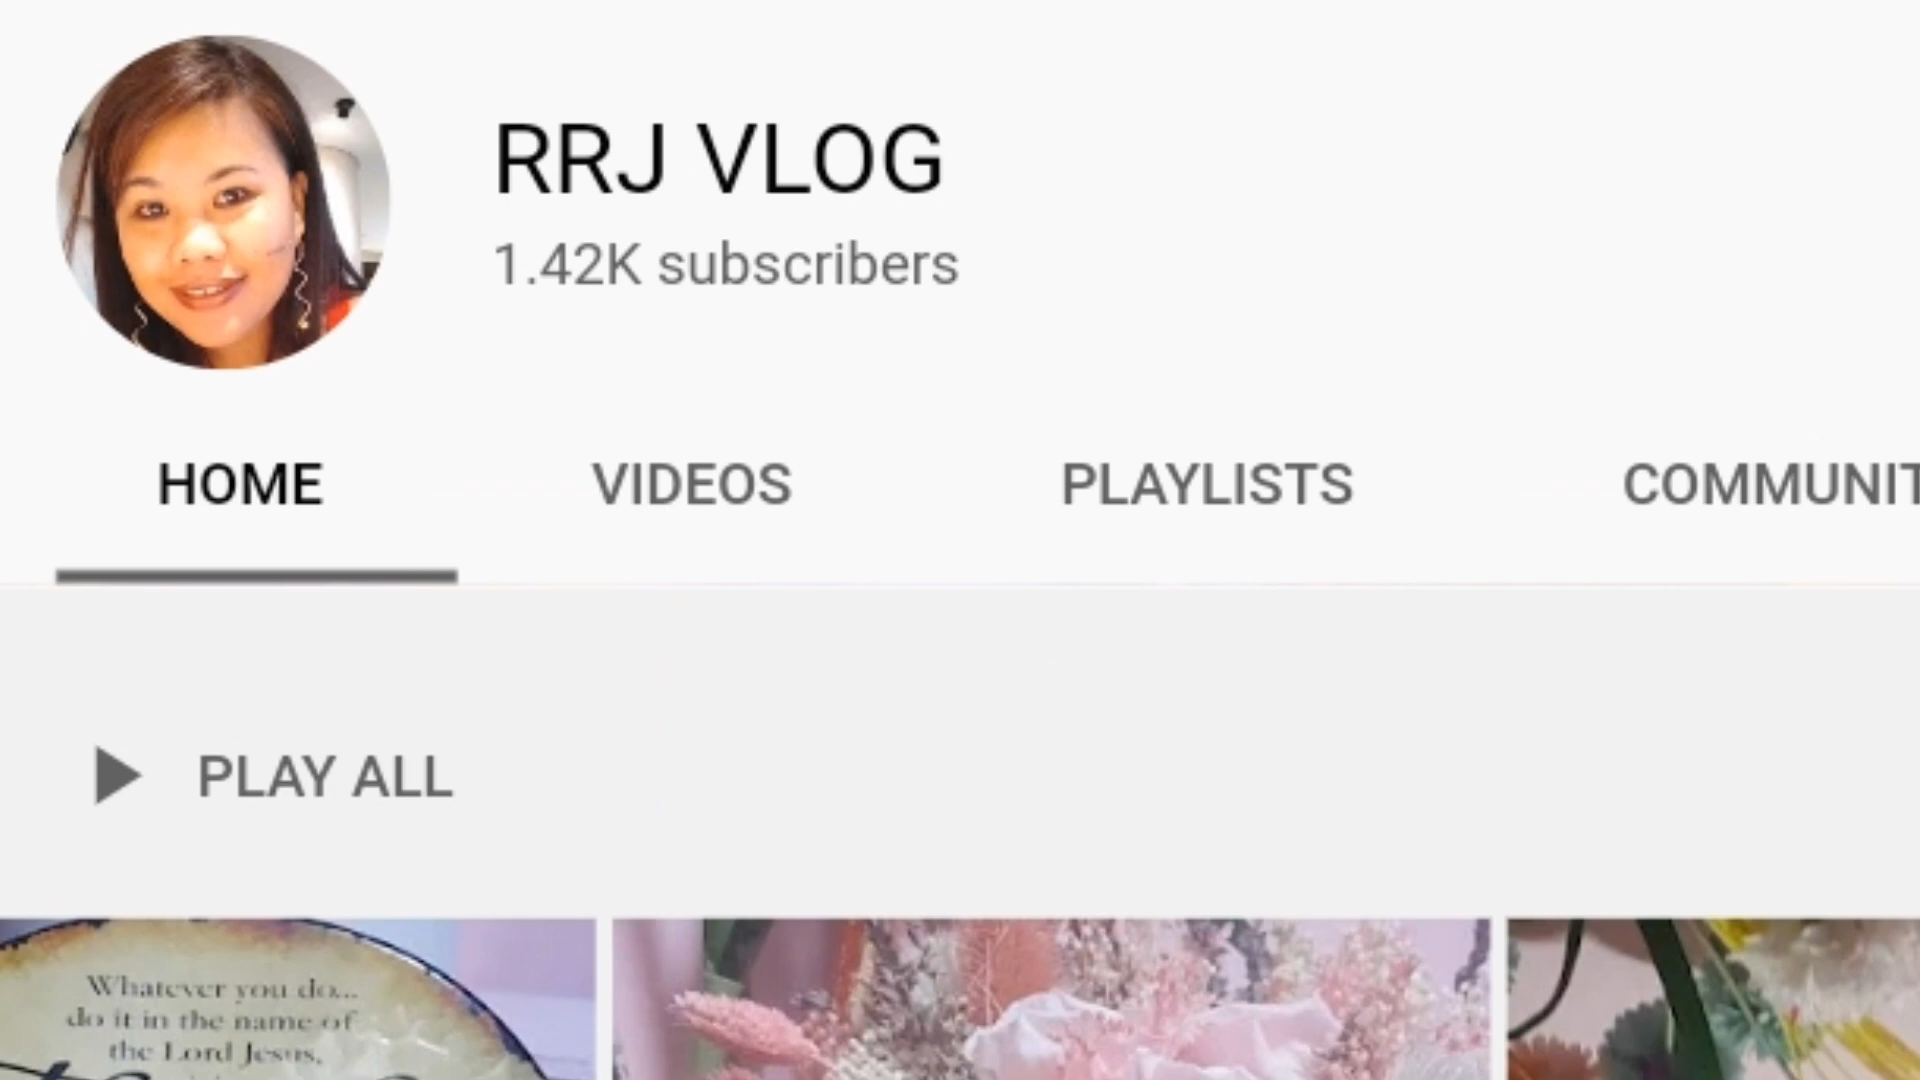 RRJ VLOG
1.42K subscribers
HOME VIDEOS PLAYLISTS COMMUNIT
PLAY ALL
Whatever you do...
do it in the name of
the Lord Jesus,